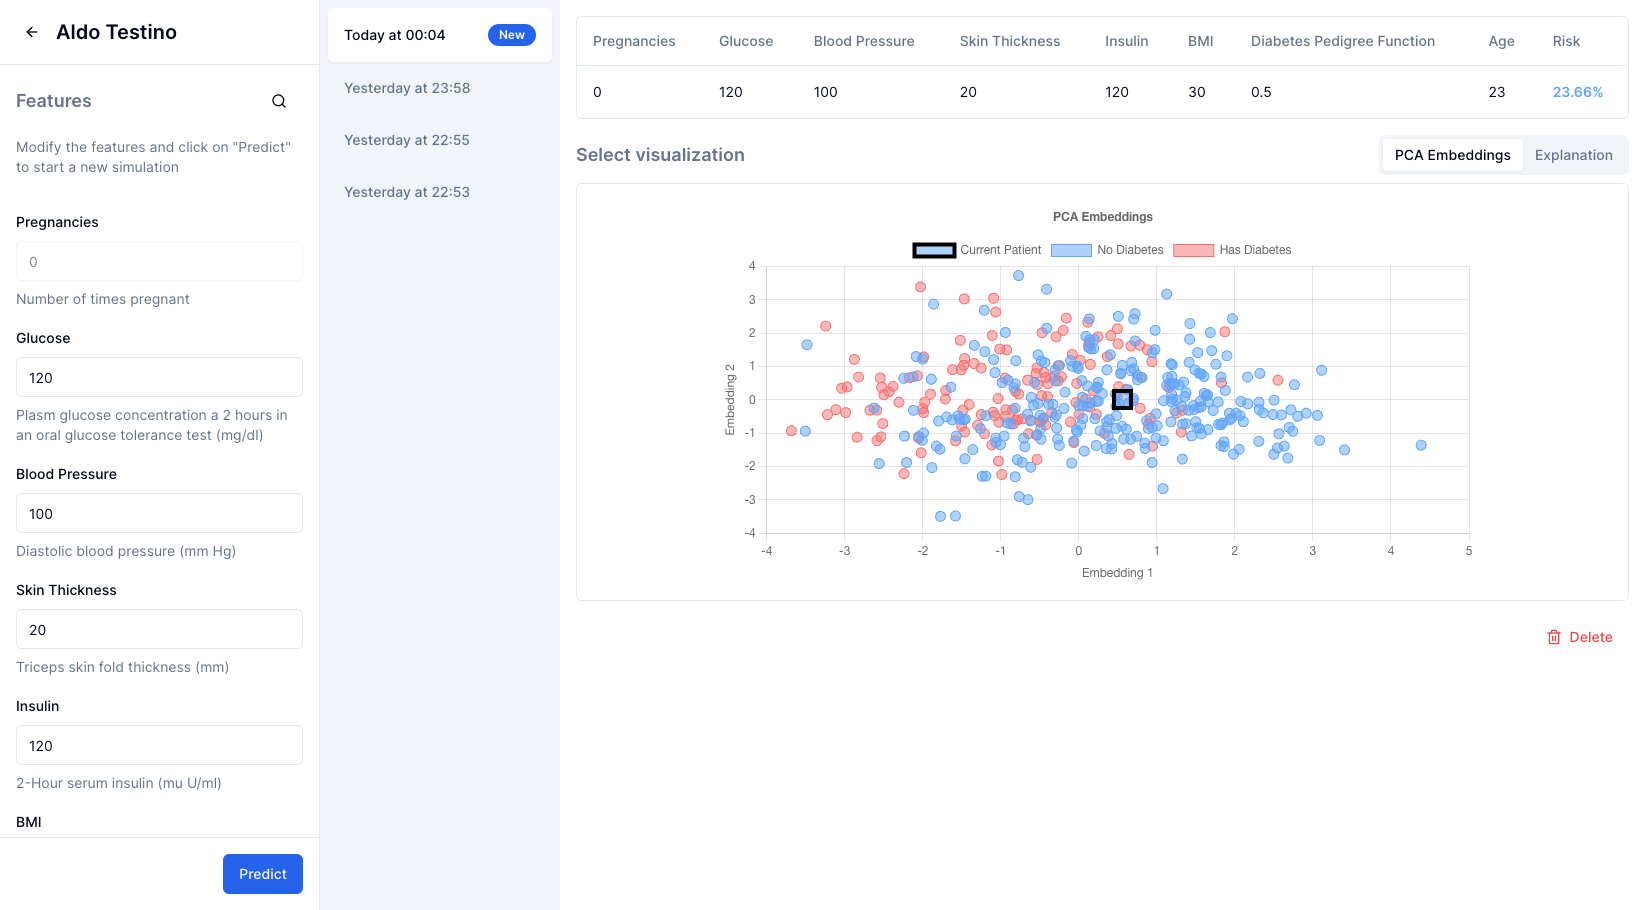 Aldo Testino
Features
Modify the features and click on "Predict"
to start a new simulation
Pregnancies
0
Number of times pregnant
Glucose
120
Plasm glucose concentration a 2 hours in
an oral glucose tolerance test (mg/dl)
Blood Pressure
100
Diastolic blood pressure (mm Hg)
Skin Thickness
20
Triceps skin fold thickness (mm)
Insulin
120
2-Hour serum insulin (mu U/ml)
BMI
Predict
Today at 00:04 New
Yesterday at 23:58
Yesterday at 22:55
Yesterday at 22:53
Pregnancies Glucose Blood Pressure Skin Thickness Insulin BMI Diabetes Pedigree Function Age Risk
0 120 100 20 120 30 0.5 23 23.66%
Select visualization
PCA Embeddings Explanation
PCA Embeddings
Current Patient No Diabetes Has Diabetes
Embedding 2
4
3
2
1
0
-1
-2
-3
-4
-4 -3 -2 -1 0 1 2 3 4 5
Embedding 1
Delete